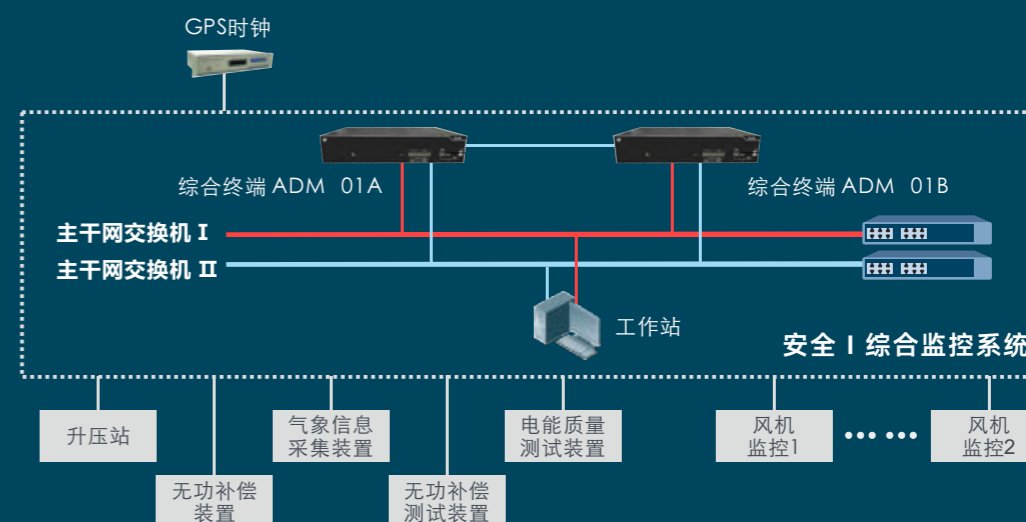 GPS时钟
综合终端 ADM 01A
综合终端 ADM 01B
主干网交换机 I
主干网交换机 II
工作站
安全 I 综合监控系统
升压站
气象信息
采集装置
电能质量
测试装置
风机
监控1
……
风机
监控2
无功补偿
装置
无功补偿
测试装置